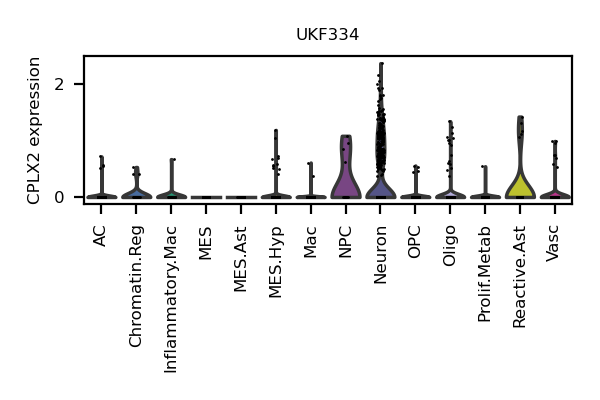 UKF334
CPLX2 expression
2
0
AC
Chromatin.Reg
Inflammatory.Mac
MES
MES.Ast
MES.Hyp
Mac
NPC
Neuron
OPC
Oligo
Prolif.Metab
Reactive.Ast
Vasc